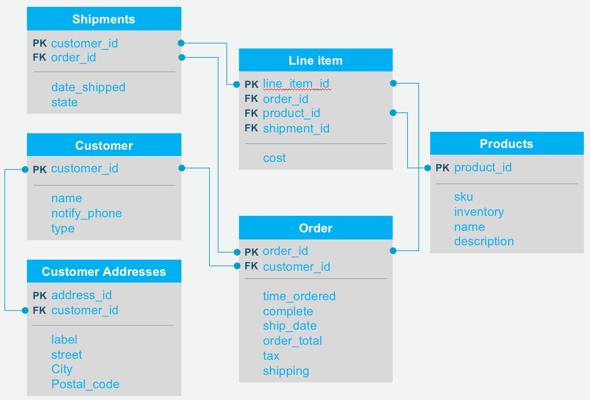 Shipments
PK customer_id
FK order_id
date_shipped
state
Customer
PK customer_id
name
notify_phone
type
Customer Addresses
PK address_id
FK customer_id
label
street
City
Postal_code
Line item
PK line_item_id
FK order_id
FK product_id
FK shipment_id
cost
Order
PK order_id
FK customer_id
time_ordered
complete
ship_date
order_total
tax
shipping
Products
PK product_id
sku
inventory
name
description